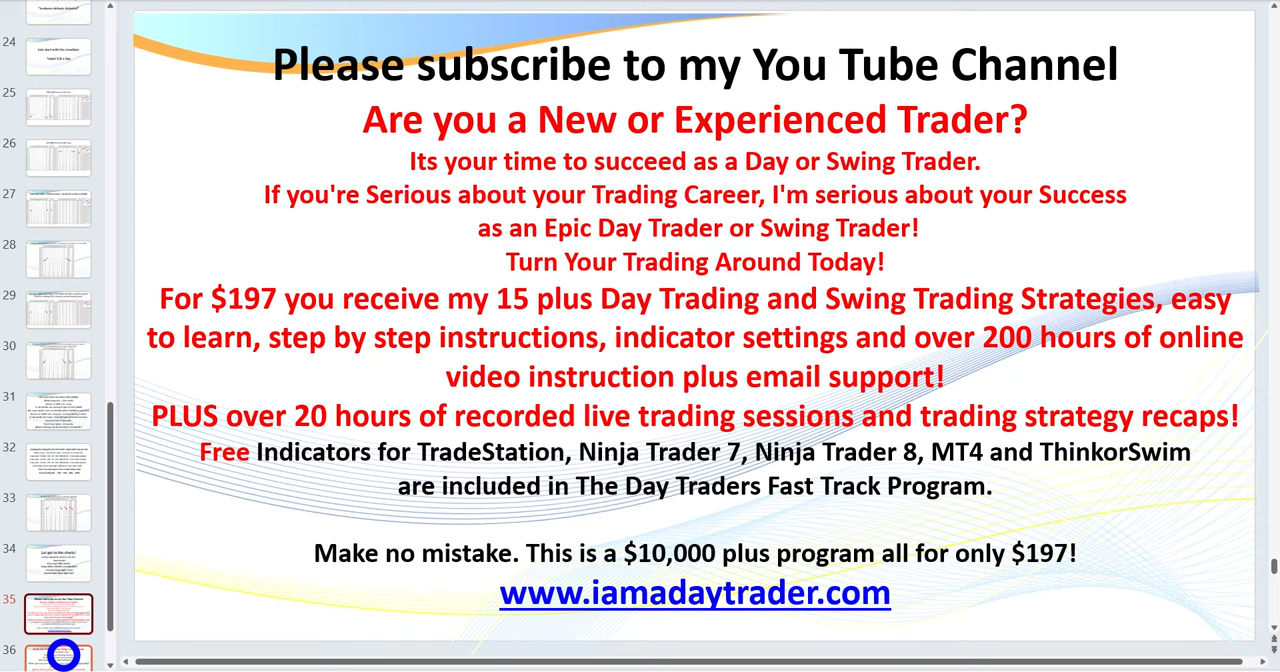 24
25
26
27
28
29
30
31
32
33
34
35
36
Please subscribe to my You Tube Channel
Are you a New or Experienced Trader?
Its your time to succeed as a Day or Swing Trader.
If you're Serious about your Trading Career, I'm serious about your Success
as an Epic Day Trader or Swing Trader!
Turn Your Trading Around Today!
For $197 you receive my 15 plus Day Trading and Swing Trading Strategies, easy
to learn, step by step instructions, indicator settings and over 200 hours of online
video instruction plus email support!
PLUS over 20 hours of recorded live trading sessions and trading strategy recaps!
Free Indicators for TradeStation, Ninja Trader 7, Ninja Trader 8, MT4 and ThinkorSwim
are included in The Day Traders Fast Track Program.
Make no mistake. This is a $10,000 plus program all for only $197!
www.iamadaytrader.com